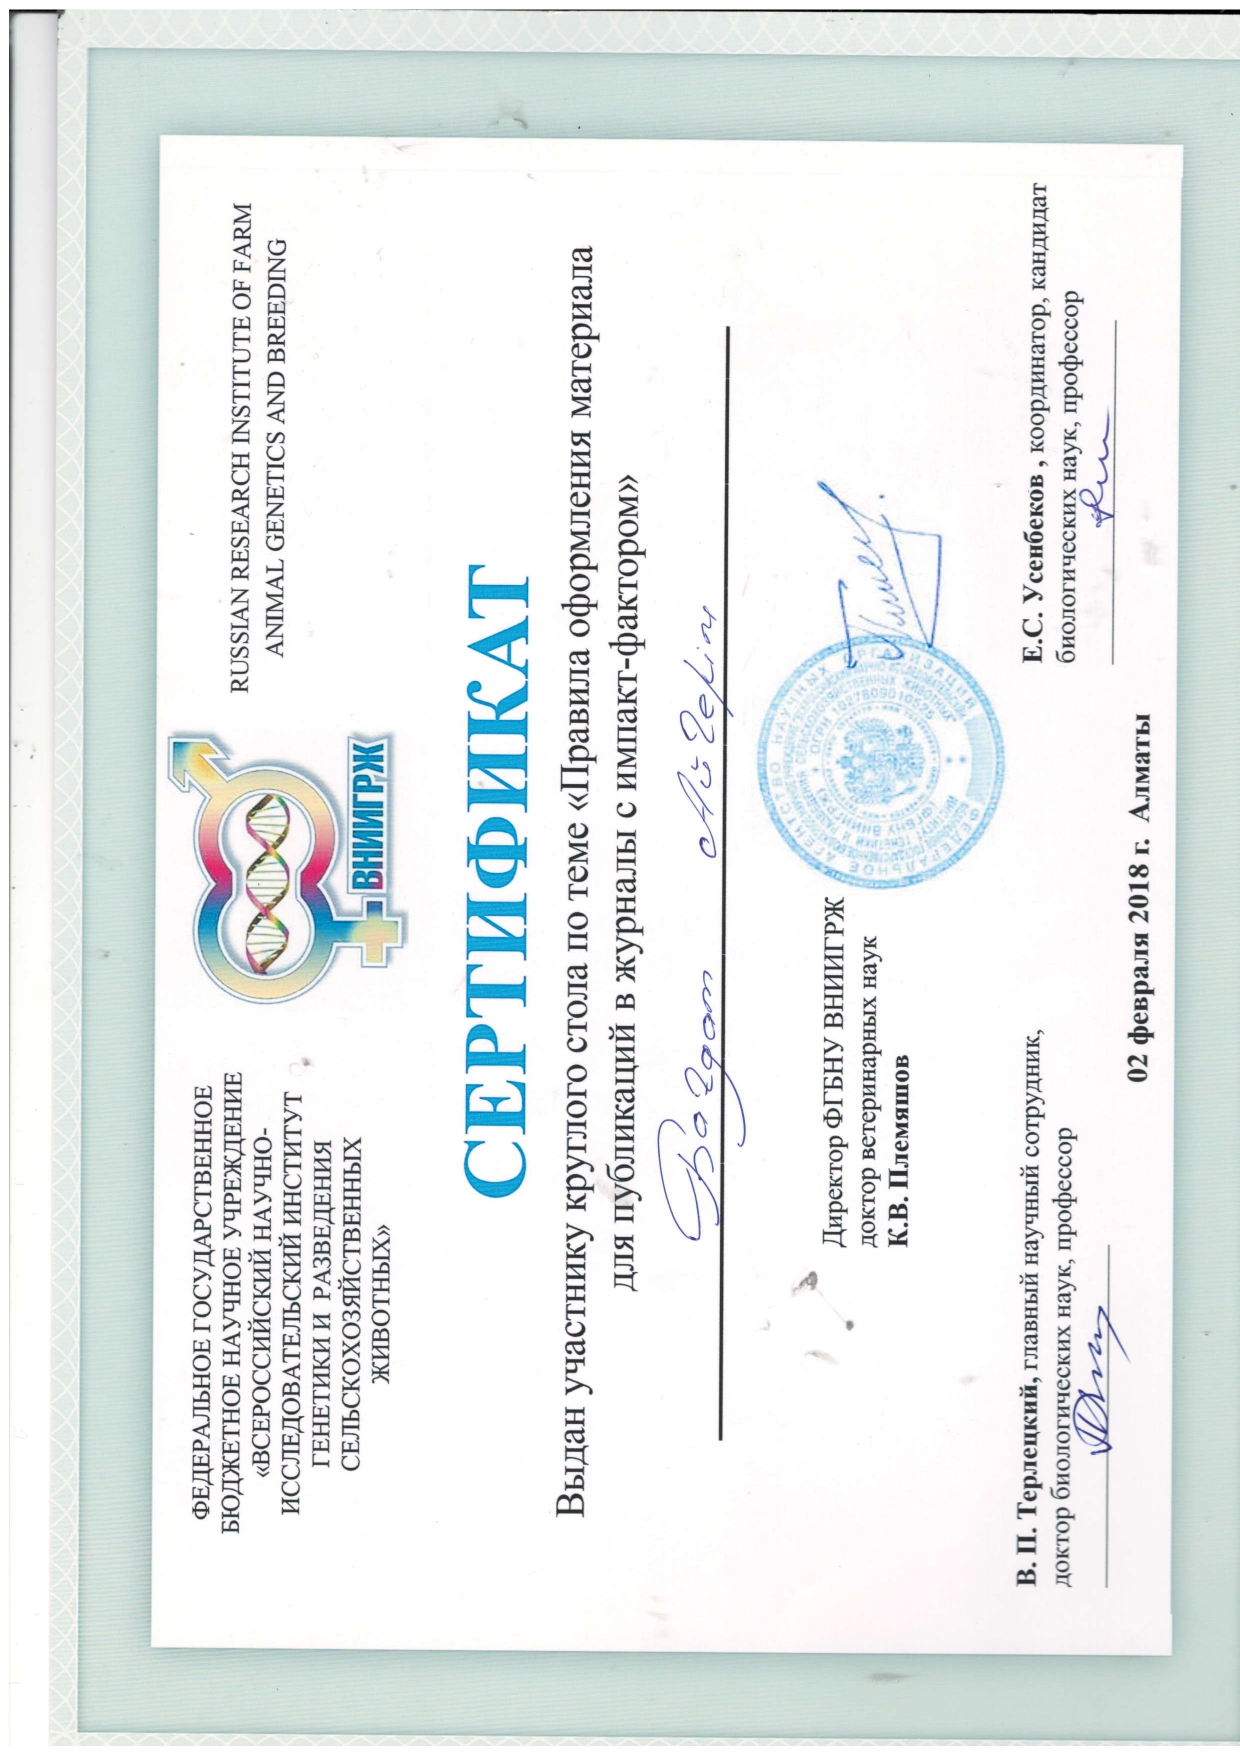 ФЕДЕРАЛЬНОЕ ГОСУДАРСТВЕННОЕ
БЮДЖЕТНОЕ НАУЧНОЕ УЧРЕЖДЕНИЕ
«ВСЕРОССИЙСКИЙ НАУЧНО-
ИССЛЕДОВАТЕЛЬСКИЙ ИНСТИТУТ
ГЕНЕТИКИ И РАЗВЕДЕНИЯ
СЕЛЬСКОХОЗЯЙСТВЕННЫХ
ЖИВОТНЫХ»
ВНИИГРЖ
RUSSIAN RESEARCH INSTITUTE OF FARM
ANIMAL GENETICS AND BREEDING
СЕРТИФИКАТ
Выдан участнику круглого стола по теме «Правила оформления материала
для публикаций в журналы с импакт-фактором»
Директор ФГБНУ ВНИИГРЖ
доктор ветеринарных наук
К.В. Племяшов
В. П. Терлецкий, главный научный сотрудник,
доктор биологических наук, профессор
Е.С. Усенбеков , координатор, кандидат
биологических наук, профессор
02 февраля 2018 г. Алматы